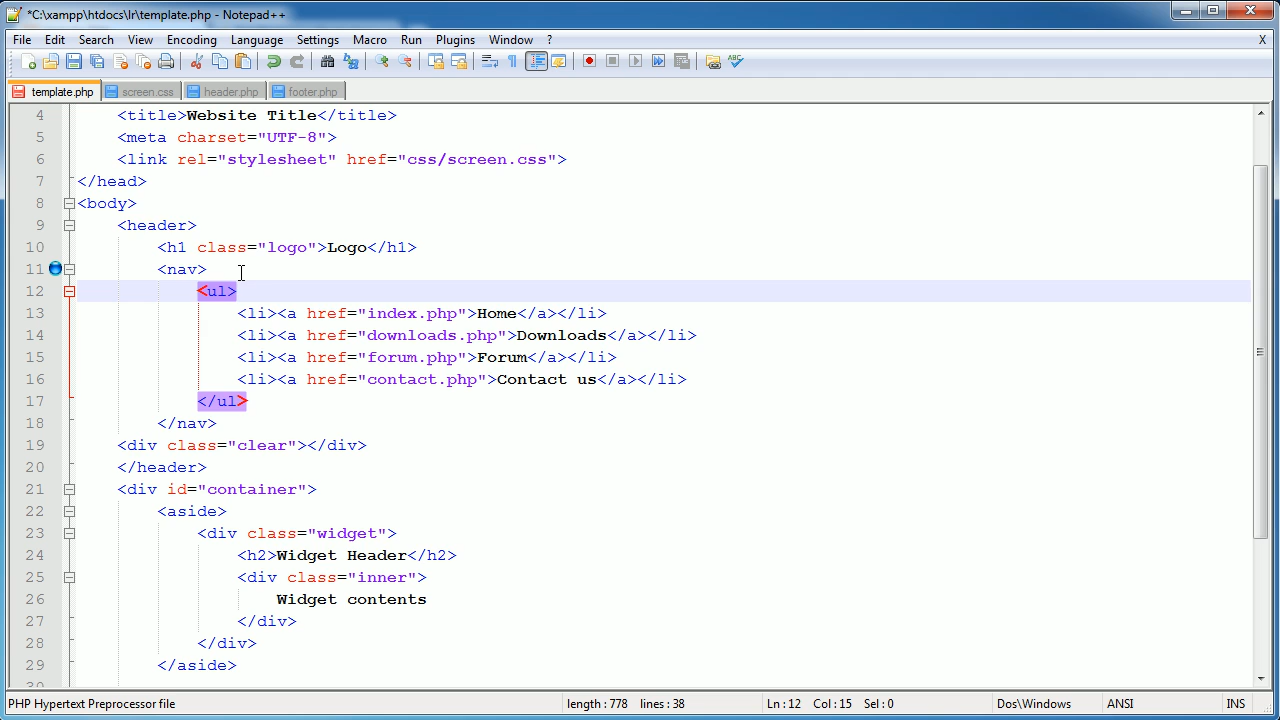 *C:\xampp\htdocs\lr\template.php - Notepad++
File Edit Search View Encoding Language Settings Macro Run Plugins Window ? X
template.php screen.css header.php footer.php
4 <title>Website Title</title>
5 <meta charset="UTF-8">
6 <link rel="stylesheet" href="css/screen.css">
7 </head>
8 <body>
9 <header>
10 <h1 class="logo">Logo</h1>
11 <nav>
12 <ul>
13 <li><a href="index.php">Home</a></li>
14 <li><a href="downloads.php">Downloads</a></li>
15 <li><a href="forum.php">Forum</a></li>
16 <li><a href="contact.php">Contact us</a></li>
17 </ul>
18 </nav>
19 <div class="clear"></div>
20 </header>
21 <div id="container">
22 <aside>
23 <div class="widget">
24 <h2>Widget Header</h2>
25 <div class="inner">
26 Widget contents
27 </div>
28 </div>
29 </aside>
PHP Hypertext Preprocessor file length : 778 lines : 38 Ln : 12 Col : 15 Sel : 0 Dos\Windows ANSI INS